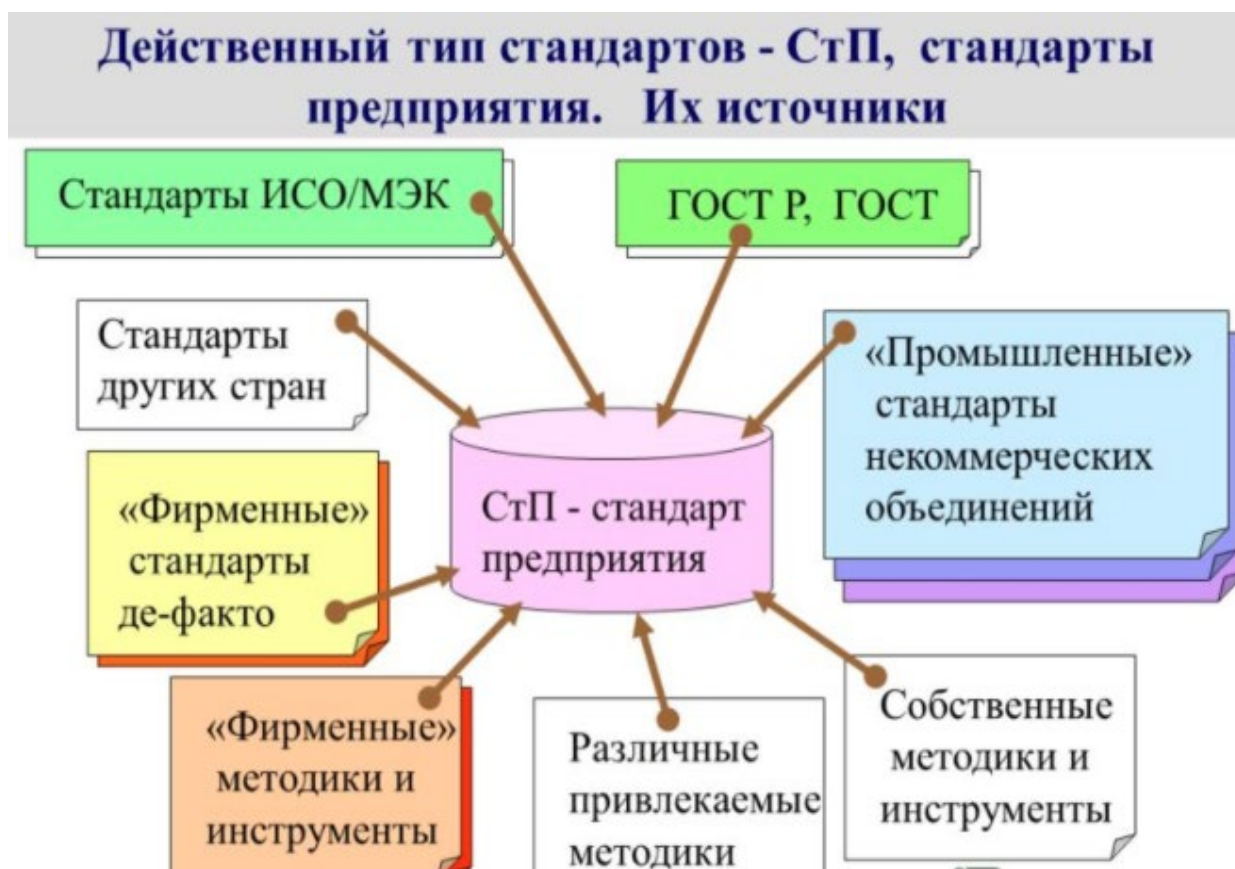 Действенный тип стандартов - СтП, стандарты
предприятия. Их источники
Стандарты ИСО/МЭК
ГОСТ Р, ГОСТ
Стандарты
других стран
«Промышленные»
стандарты
некоммерческих
объединений
«Фирменные»
стандарты
де-факто
СтП - стандарт
предприятия
«Фирменные»
методики и
инструменты
Различные
привлекаемые
методики
Собственные
методики и
инструменты